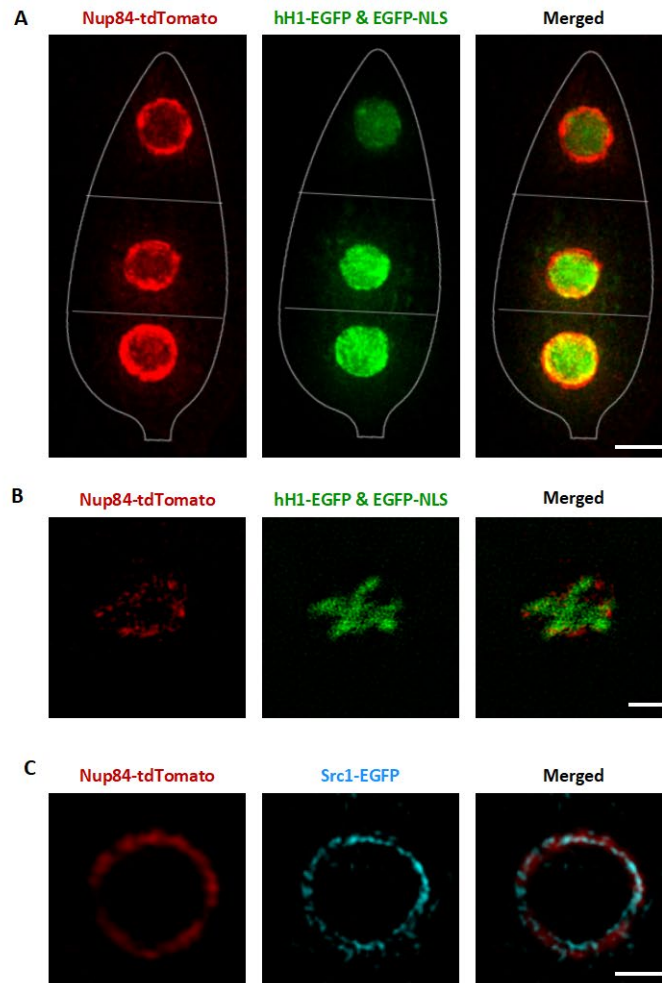 A
Nup84-tdTomato hH1-EGFP & EGFP-NLS Merged
B
Nup84-tdTomato hH1-EGFP & EGFP-NLS Merged
C
Nup84-tdTomato Src1-EGFP Merged